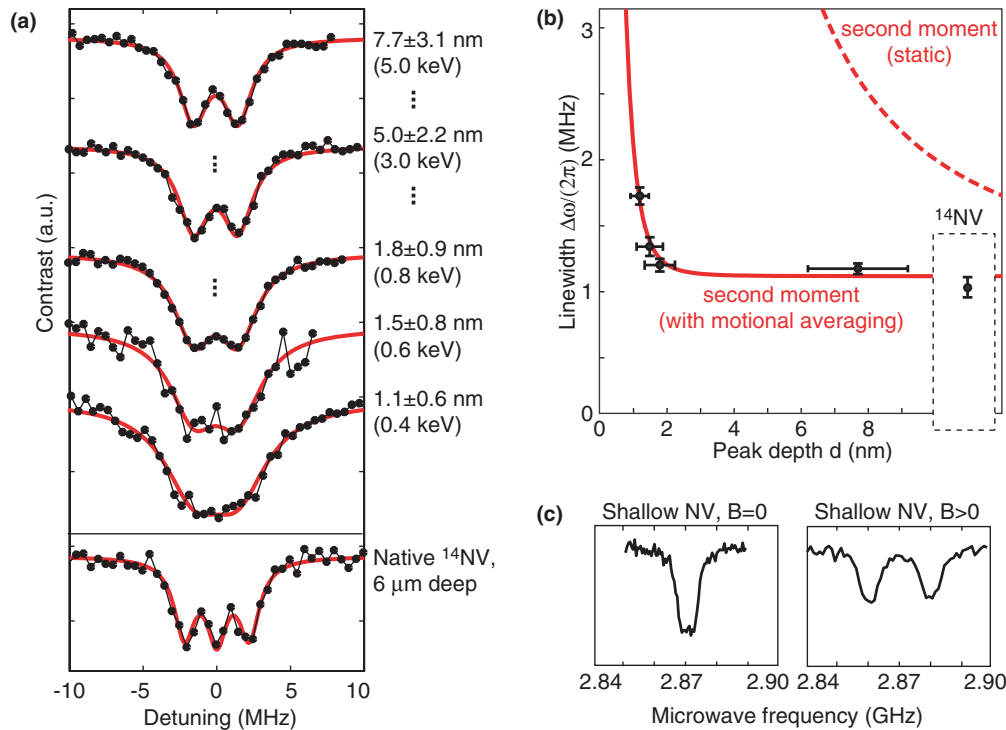 (a)
Contrast (a.u.)
7.7±3.1 nm
(5.0 keV)
5.0±2.2 nm
(3.0 keV)
1.8±0.9 nm
(0.8 keV)
1.5±0.8 nm
(0.6 keV)
1.1±0.6 nm
(0.4 keV)
Native ¹⁴NV,
6 μm deep
-10 -5 0 5 10
Detuning (MHz)
(b)
Linewidth Δω/(2π) (MHz)
3
2
1
0
second moment
(static)
¹⁴NV
second moment
(with motional averaging)
0 2 4 6 8
Peak depth d (nm)
(c)
Shallow NV, B=0
Shallow NV, B>0
2.84 2.87 2.90
2.84 2.87 2.90
Microwave frequency (GHz)